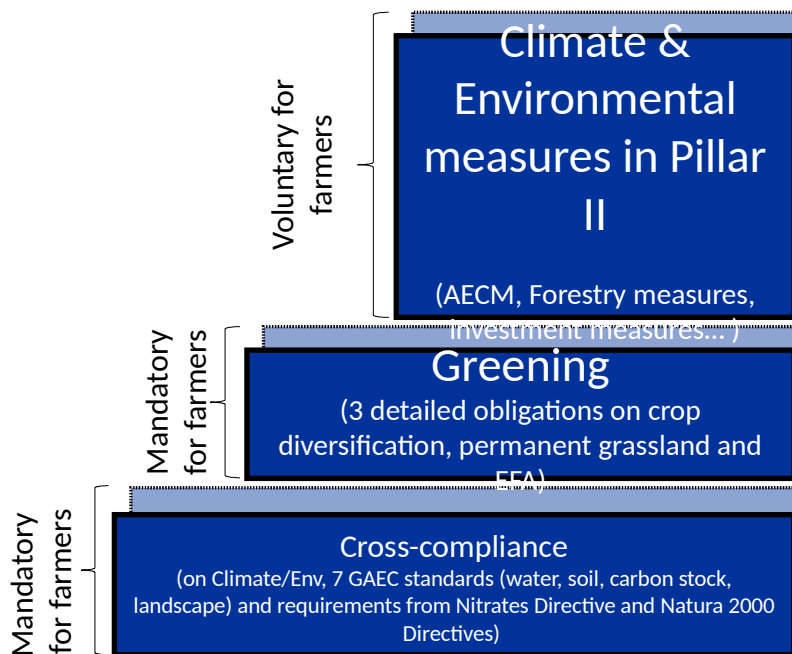 Voluntary for
farmers
Climate &
Environmental
measures in Pillar
II
(AECM, Forestry measures,
investment measures… )
Mandatory
for farmers
Greening
(3 detailed obligations on crop
diversification, permanent grassland and
EFA)
Mandatory
for farmers
Cross-compliance
(on Climate/Env, 7 GAEC standards (water, soil, carbon stock,
landscape) and requirements from Nitrates Directive and Natura 2000
Directives)